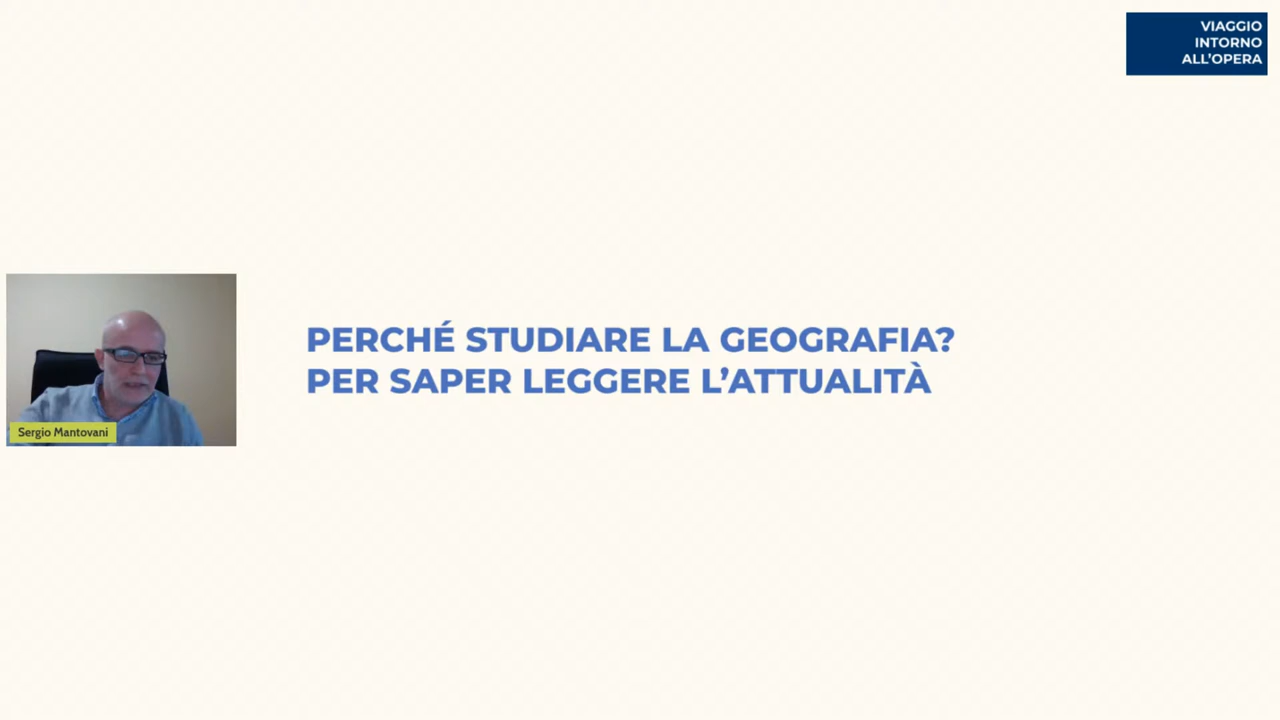 VIAGGIO
INTORNO
ALL'OPERA
PERCHÉ STUDIARE LA GEOGRAFIA?
PER SAPER LEGGERE L'ATTUALITÀ
Sergio Mantovani